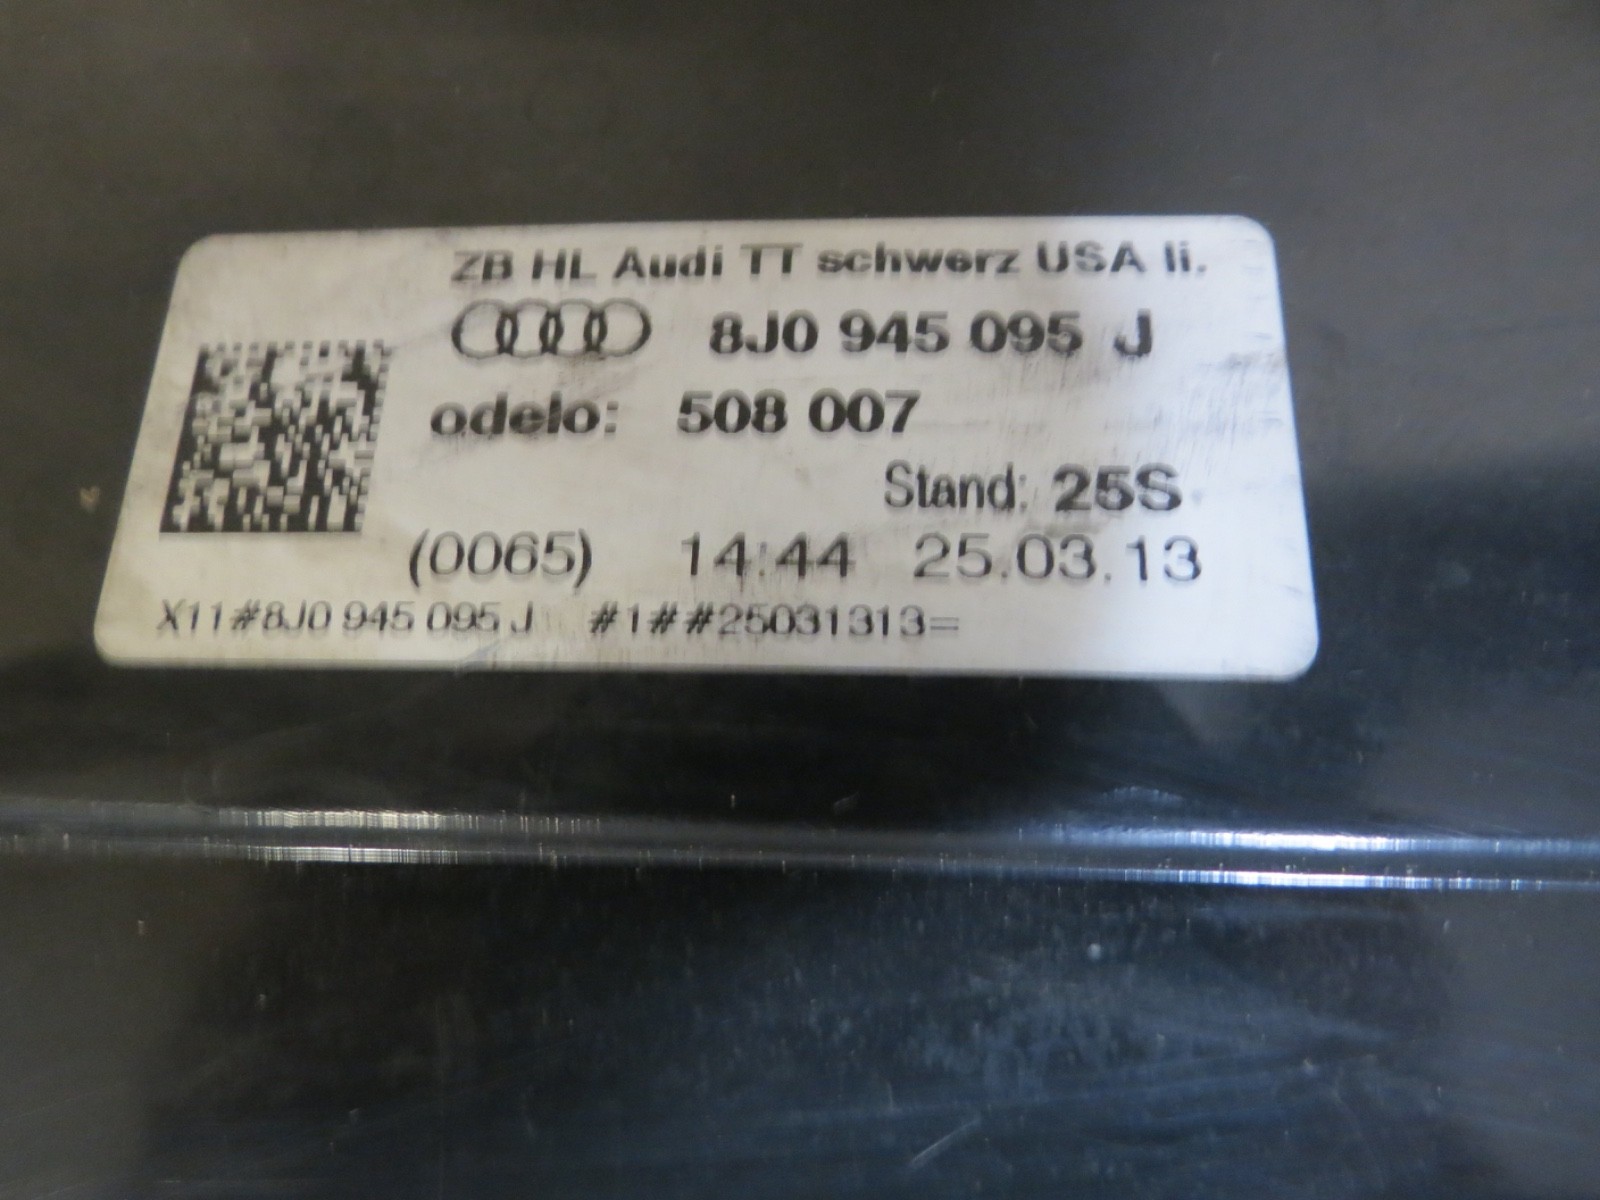 ZB HL Audi TT schwarz USA li.
8J0 945 095 J
odelo: 508 007
Stand: 25S
(0065) 14:44 25.03.13
X11#8J0 945 095 J #1##25031313=